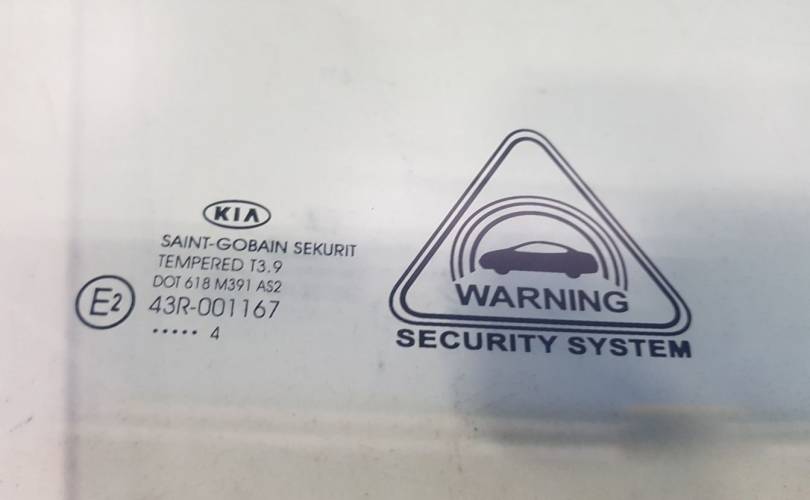 KIA
SAINT-GOBAIN SEKURIT
TEMPERED T3.9
DOT 618 M391 AS2
E2 43R-001167
••••• 4
WARNING
SECURITY SYSTEM